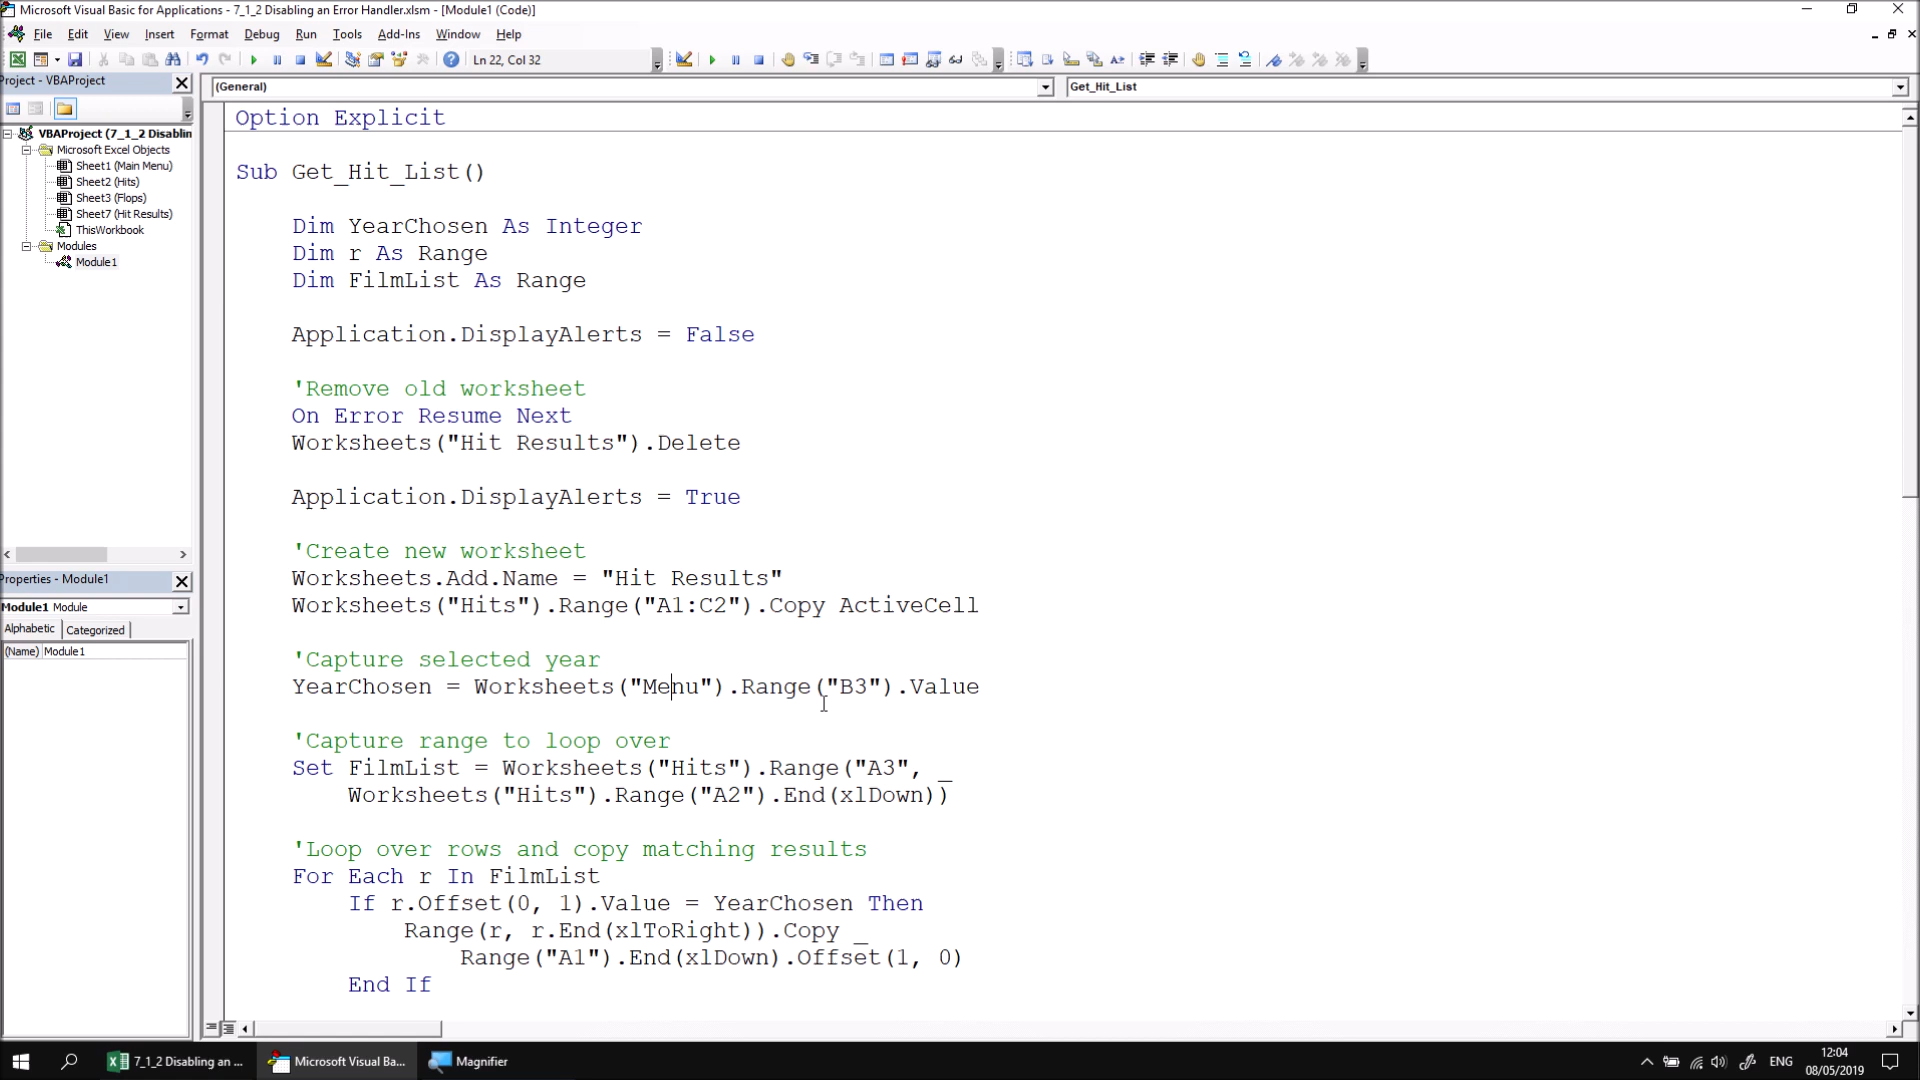 Microsoft Visual Basic for Applications - 7_1_2 Disabling an Error Handler.xlsm - [Module1 (Code)]
File Edit View Insert Format Debug Run Tools Add-Ins Window Help
Ln 22, Col 32
Project - VBAProject
(General)
Get_Hit_List
VBAProject (7_1_2 Disablin
Microsoft Excel Objects
Sheet1 (Main Menu)
Sheet2 (Hits)
Sheet3 (Flops)
Sheet7 (Hit Results)
ThisWorkbook
Modules
Module1
Properties - Module1
Module1 Module
Alphabetic Categorized
(Name) Module1
Option Explicit
Sub Get_Hit_List()
Dim YearChosen As Integer
Dim r As Range
Dim FilmList As Range
Application.DisplayAlerts = False
'Remove old worksheet
On Error Resume Next
Worksheets("Hit Results").Delete
Application.DisplayAlerts = True
'Create new worksheet
Worksheets.Add.Name = "Hit Results"
Worksheets("Hits").Range("A1:C2").Copy ActiveCell
'Capture selected year
YearChosen = Worksheets("Menu").Range("B3").Value
'Capture range to loop over
Set FilmList = Worksheets("Hits").Range("A3", _
Worksheets("Hits").Range("A2").End(xlDown))
'Loop over rows and copy matching results
For Each r In FilmList
If r.Offset(0, 1).Value = YearChosen Then
Range(r, r.End(xlToRight)).Copy _
Range("A1").End(xlDown).Offset(1, 0)
End If
7_1_2 Disabling an ...
Microsoft Visual Ba...
Magnifier
ENG
12:04
08/05/2019